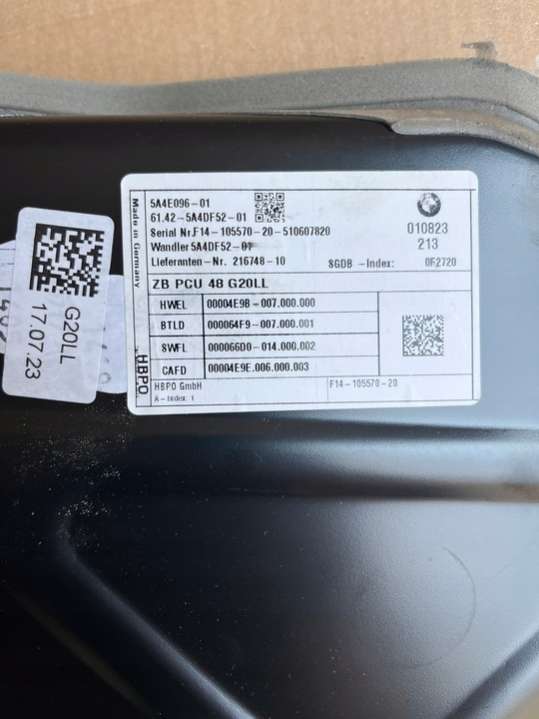 Made in Germany
5A4E096-01
61.42-5A4DF52-01
Serial Nr.F14-105570-20-510607820
Wandler 5A4DF52-01
Lieferanten-Nr. 216748-10
SGDB -Index: 0F2720
010823
213
ZB PCU 48 G20LL
HWEL 00004E9B-007.000.000
BTLD 000064F9-007.000.001
SWFL 000066D0-014.000.002
CAFD 00004E9E.006.000.003
HBPO
HBPO GmbH
A-Index: 1
F14-105570-20
G20LL
17.07.23